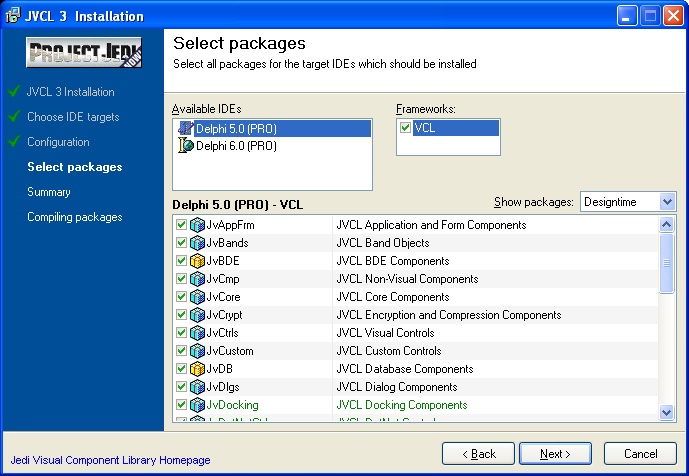 JVCL 3 Installation
PROJECT JEDI
JVCL 3 Installation
Choose IDE targets
Configuration
Select packages
Summary
Compiling packages
Select packages
Select all packages for the target IDEs which should be installed
Available IDEs
Delphi 5.0 (PRO)
Delphi 6.0 (PRO)
Frameworks:
VCL
Delphi 5.0 (PRO) - VCL
Show packages: Designtime
JvAppFrm JVCL Application and Form Components
JvBands JVCL Band Objects
JvBDE JVCL BDE Components
JvCmp JVCL Non-Visual Components
JvCore JVCL Core Components
JvCrypt JVCL Encryption and Compression Components
JvCtrls JVCL Visual Controls
JvCustom JVCL Custom Controls
JvDB JVCL Database Components
JvDlgs JVCL Dialog Components
JvDocking JVCL Docking Components
Jedi Visual Component Library Homepage
< Back
Next >
Cancel